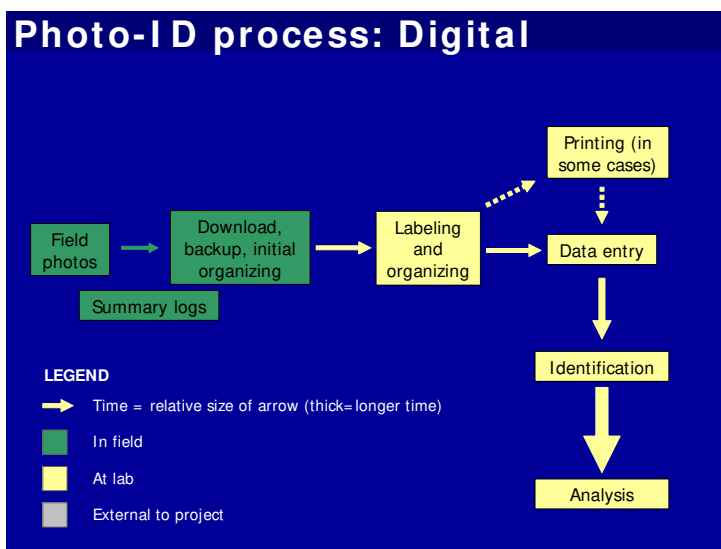 Photo-ID process: Digital
Printing (in
some cases)
Field
photos
Download,
backup, initial
organizing
Labeling
and
organizing
Data entry
Summary logs
Identification
Analysis
LEGEND
Time = relative size of arrow (thick=longer time)
In field
At lab
External to project